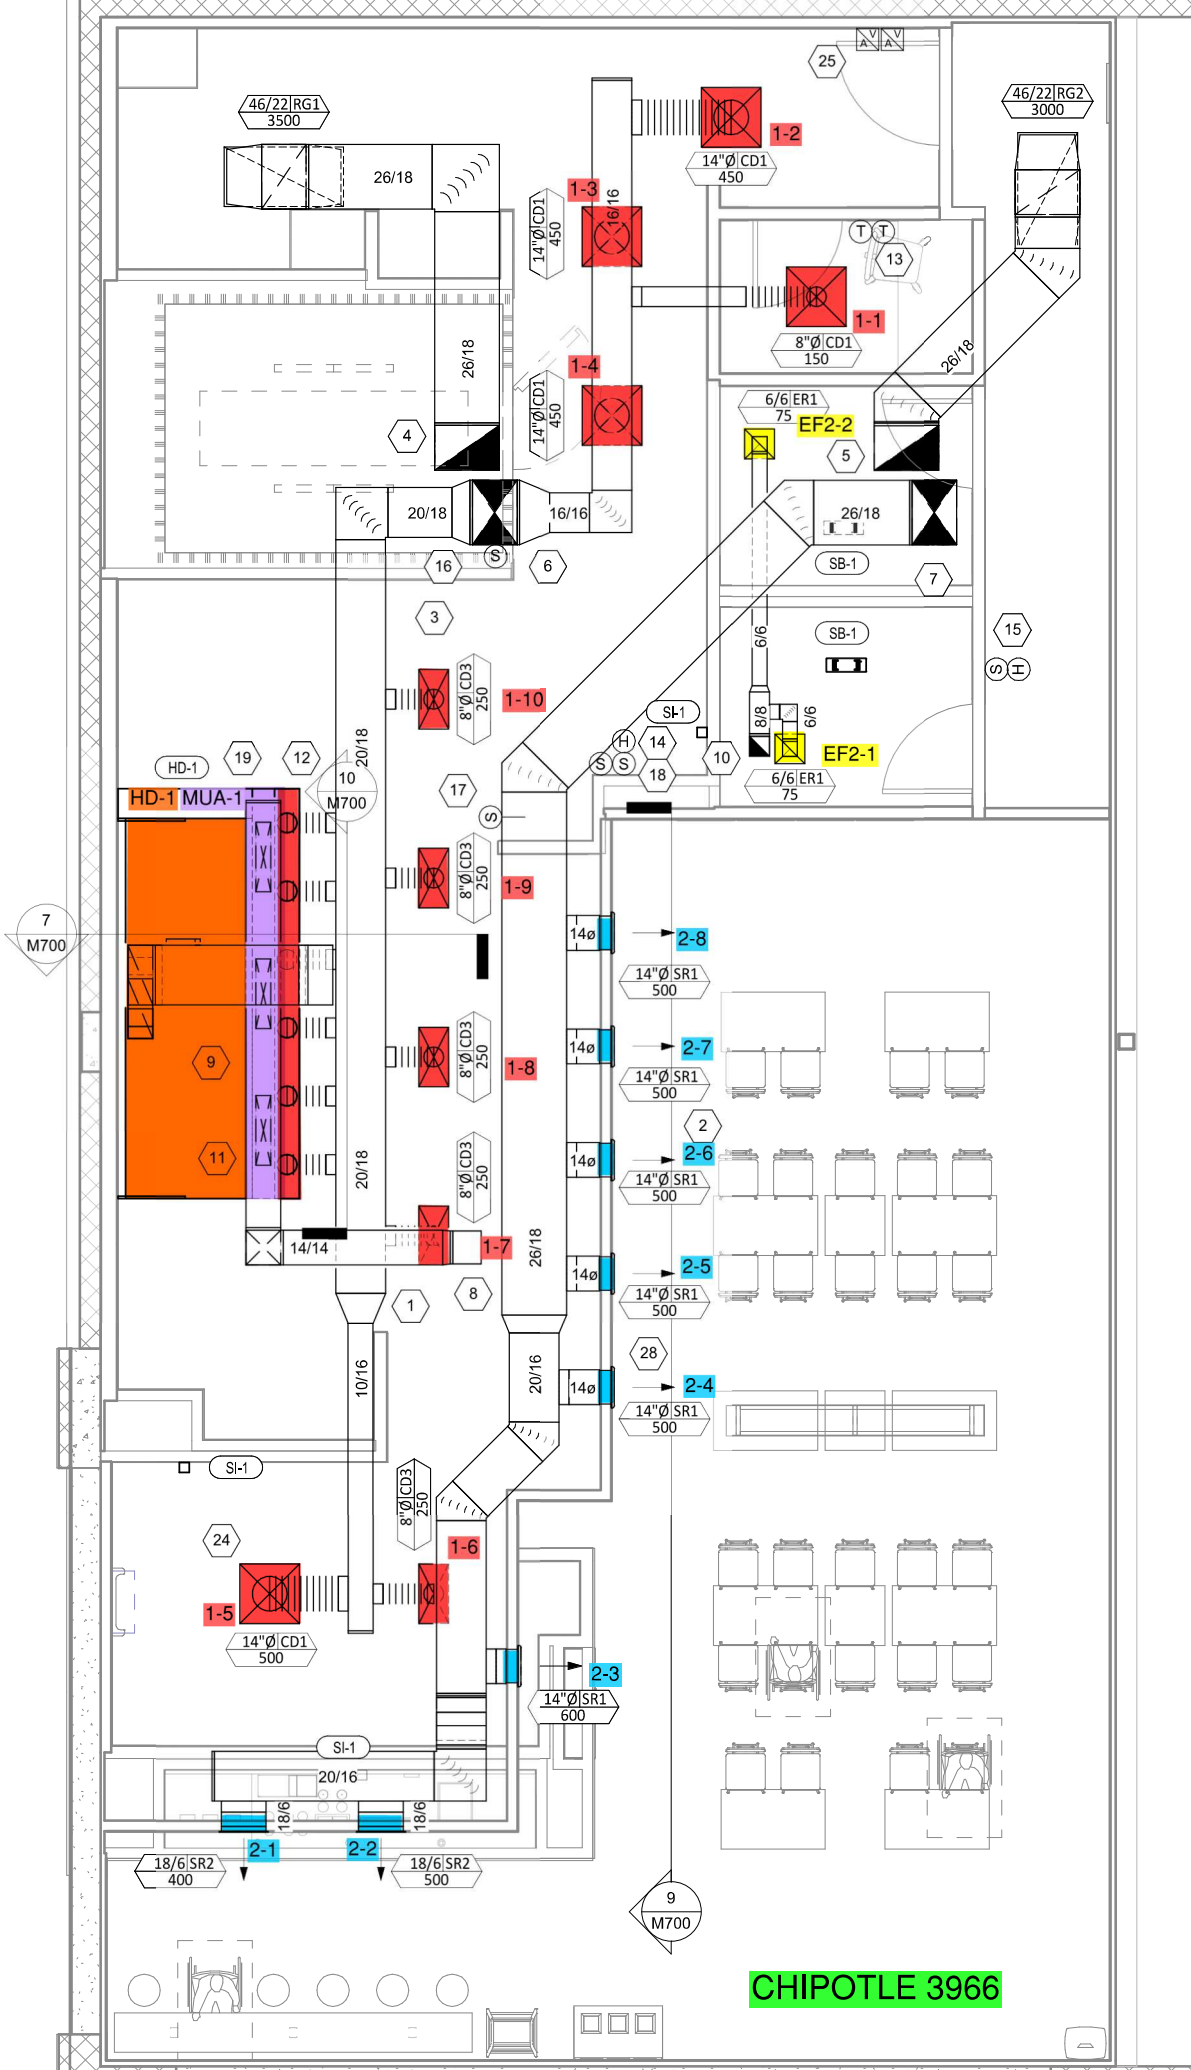 25
A V
A V
46/22 RG1
3500
46/22 RG2
3000
26/18
1-2
14"Ø CD1
450
1-3
16/16
14"Ø CD1
450
T T
13
1-1
8"Ø CD1
150
26/18
26/18
1-4
14"Ø CD1
450
6/6 ER1
75
EF2-2
4
5
20/18
16/16
26/18
S
16
6
SB-1
7
3
6/6
SB-1
15
S H
8"Ø CD3
250
1-10
SI-1
8/8
6/6
20/18
H
14
S S
18
10
EF2-1
19
12
HD-1
10
M700
17
6/6 ER1
75
HD-1
MUA-1
S
8"Ø CD3
250
1-9
7
M700
14ø
2-8
14"Ø SR1
500
14ø
2-7
9
8"Ø CD3
250
1-8
14"Ø SR1
500
2
11
20/18
8"Ø CD3
250
14ø
2-6
14"Ø SR1
500
14/14
1-7
26/18
14ø
2-5
14"Ø SR1
500
1
8
28
10/16
20/16
14ø
2-4
14"Ø SR1
500
SI-1
8"Ø CD3
250
24
1-6
1-5
14"Ø CD1
500
2-3
14"Ø SR1
600
SI-1
20/16
18/6
18/6
2-1
2-2
18/6 SR2
400
18/6 SR2
500
9
M700
CHIPOTLE 3966